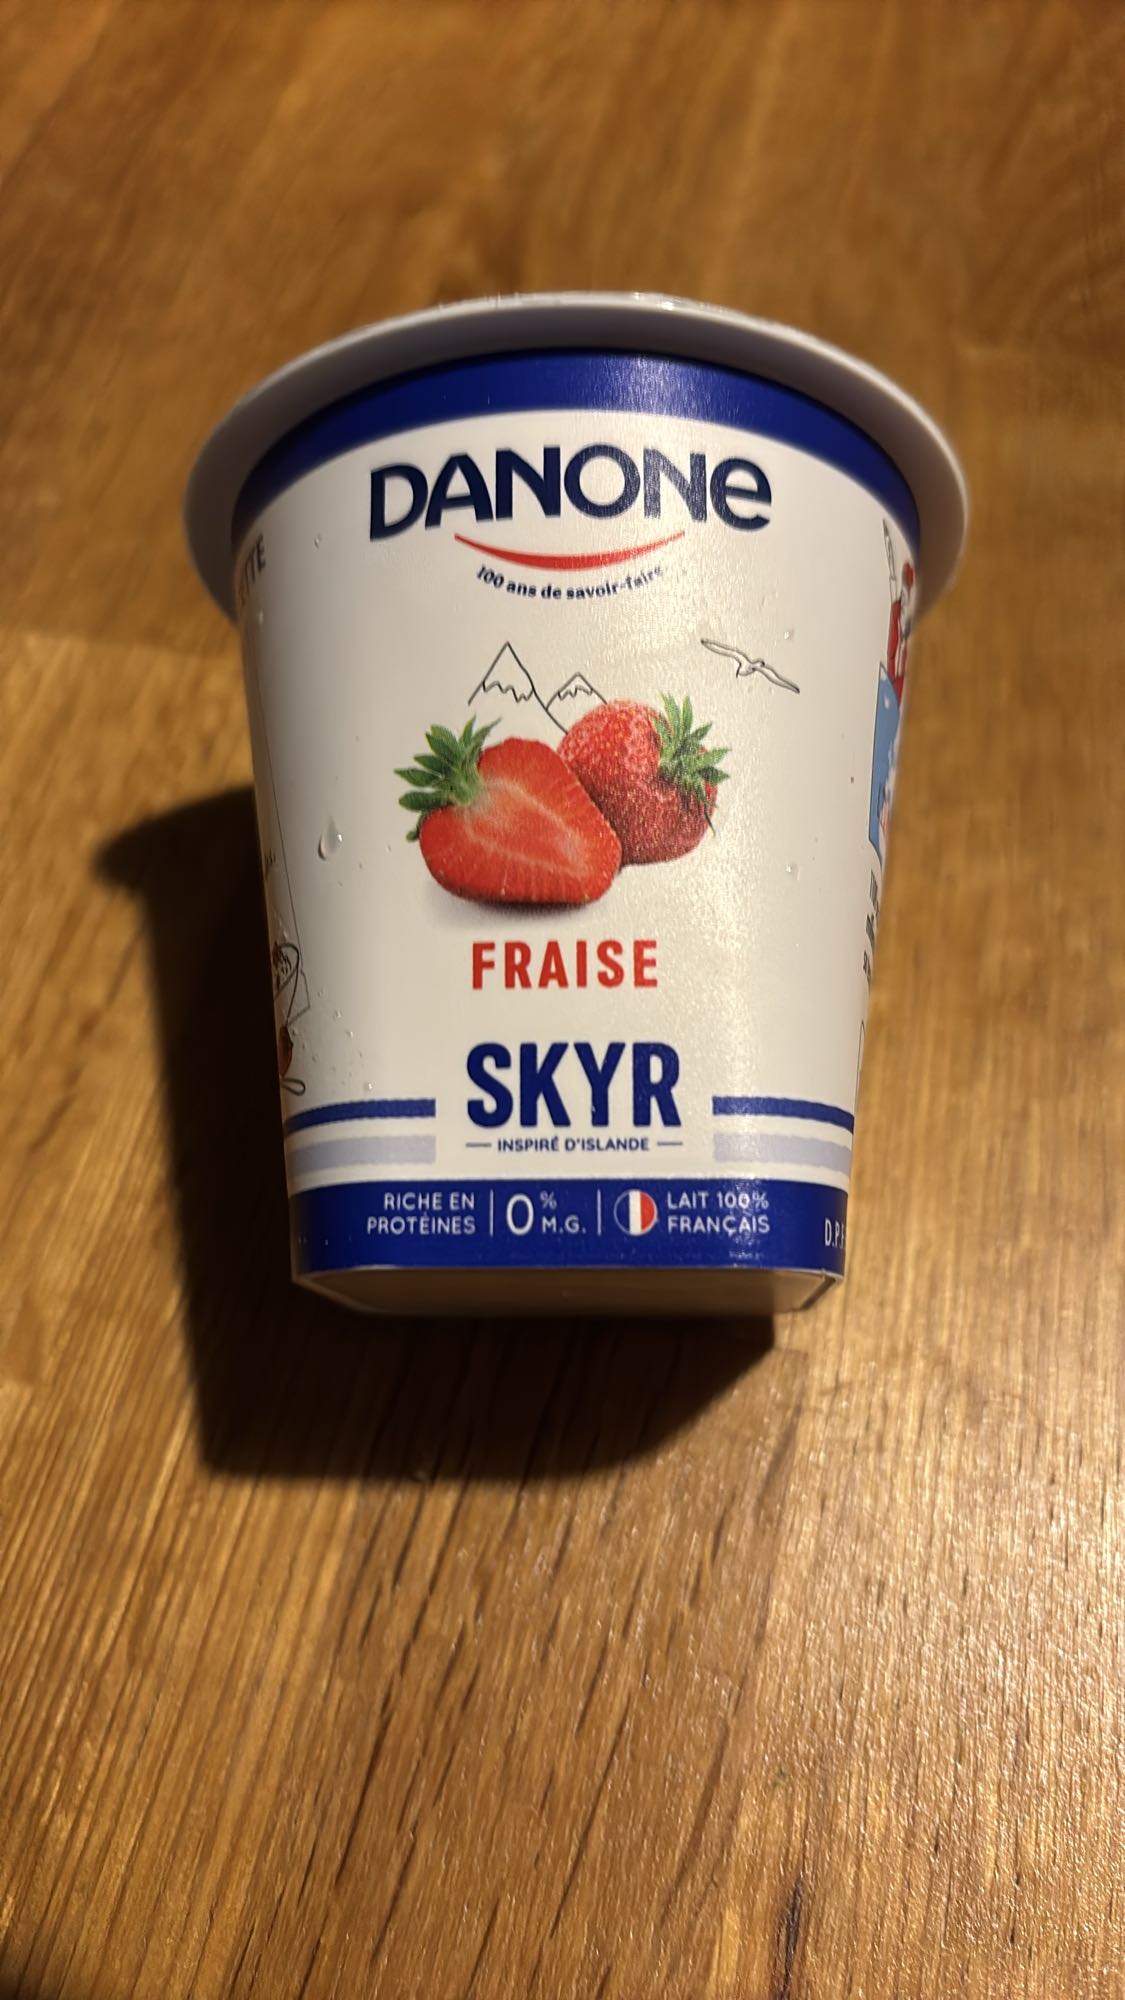 DANONE
100 ans de savoir-faire
FRAISE
SKYR
INSPIRÉ D'ISLANDE
RICHE EN
PROTÉINES
0% M.G.
LAIT 100%
FRANÇAIS